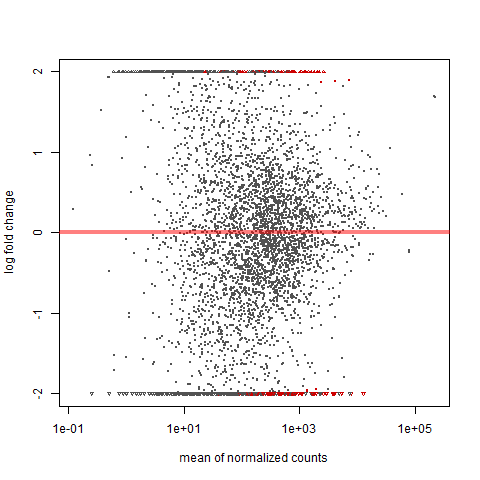 2
1
0
-1
-2
log fold change
1e-01
1e+01
1e+03
1e+05
mean of normalized counts